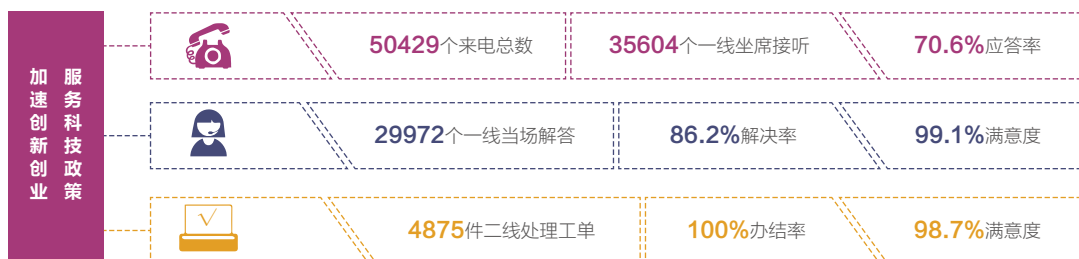 服务科技政策
加速创新创业
50429个来电总数 35604个一线坐席接听 70.6%应答率
29972个一线当场解答 86.2%解决率 99.1%满意度
4875件二线处理工单 100%办结率 98.7%满意度